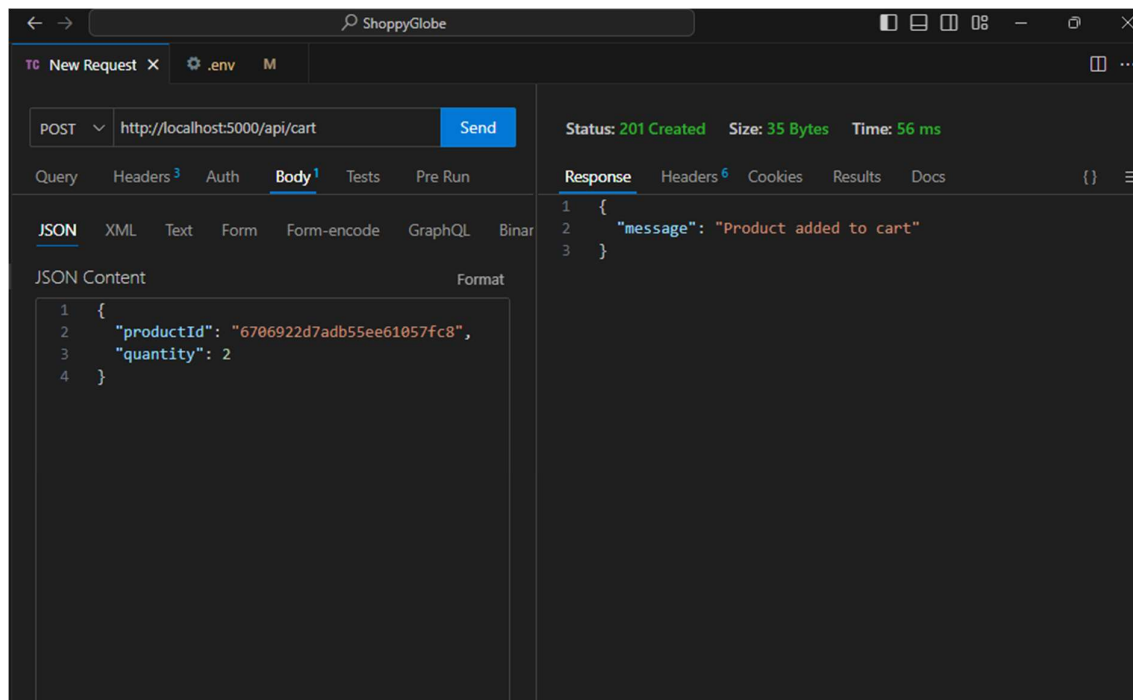 ShoppyGlobe
TC New Request
.env M
POST http://localhost:5000/api/cart Send
Query Headers 3 Auth Body 1 Tests Pre Run
JSON XML Text Form Form-encode GraphQL Binar
JSON Content Format
1 {
2 "productId": "6706922d7adb55ee61057fc8",
3 "quantity": 2
4 }
Status: 201 Created Size: 35 Bytes Time: 56 ms
Response Headers 6 Cookies Results Docs {}
1 {
2 "message": "Product added to cart"
3 }